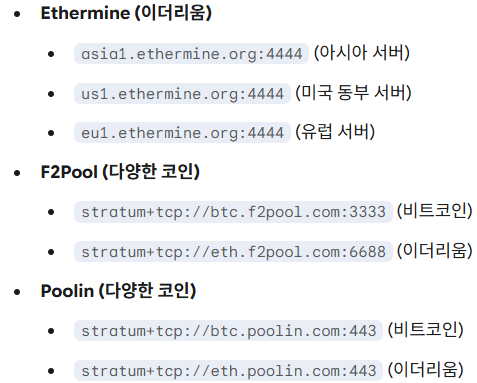 Ethermine (이더리움)
asia1.ethermine.org:4444 (아시아 서버)
us1.ethermine.org:4444 (미국 동부 서버)
eu1.ethermine.org:4444 (유럽 서버)
F2Pool (다양한 코인)
stratum+tcp://btc.f2pool.com:3333 (비트코인)
stratum+tcp://eth.f2pool.com:6688 (이더리움)
Poolin (다양한 코인)
stratum+tcp://btc.poolin.com:443 (비트코인)
stratum+tcp://eth.poolin.com:443 (이더리움)